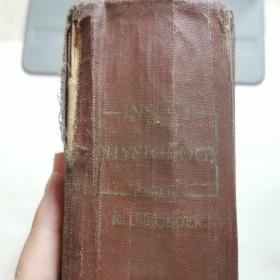 INSECT
PHYSIOLOGY
K. D. ROEDER